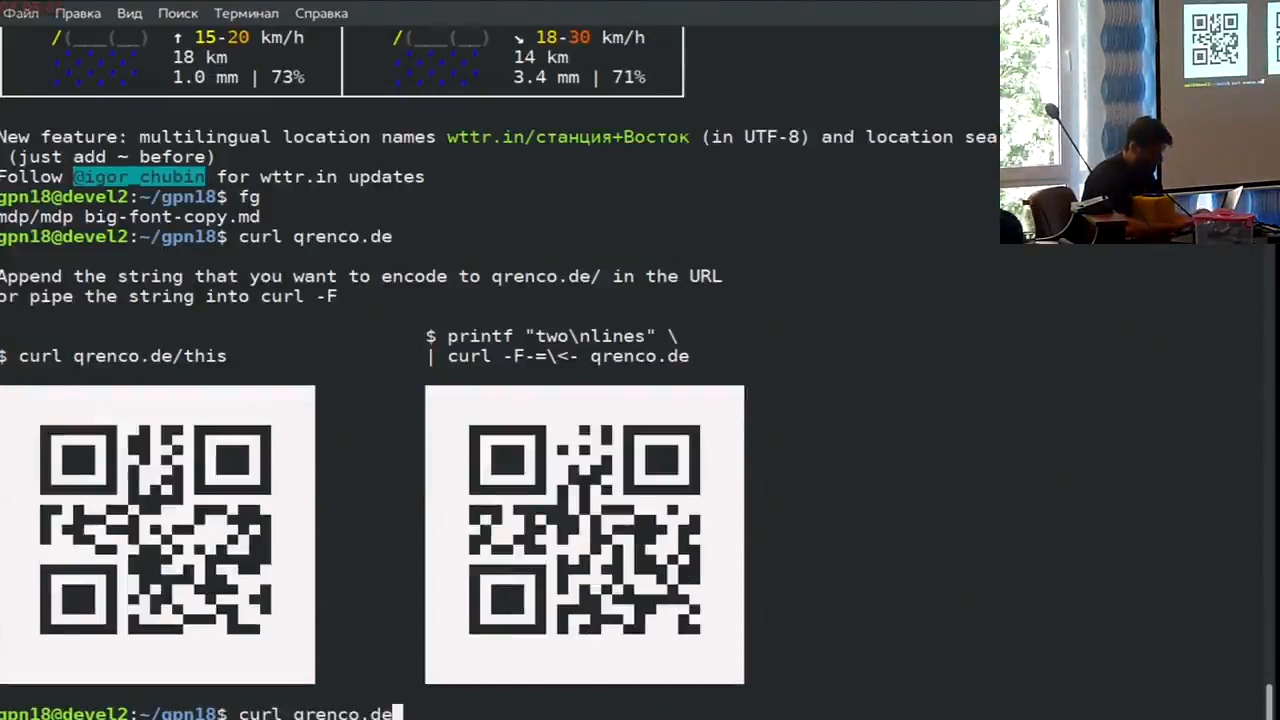 Файл Правка Вид Поиск Терминал Справка
/(___(__) ↑ 15-20 km/h /(___(__) ↘ 18-30 km/h
18 km 14 km
1.0 mm | 73% 3.4 mm | 71%
New feature: multilingual location names wttr.in/станция+Восток (in UTF-8) and location sea
(just add ~ before)
Follow @igor_chubin for wttr.in updates
gpn18@devel2:~/gpn18$ fg
mdp/mdp big-font-copy.md
gpn18@devel2:~/gpn18$ curl qrenco.de
Append the string that you want to encode to qrenco.de/ in the URL
or pipe the string into curl -F
$ printf "two\nlines" \
$ curl qrenco.de/this | curl -F-=\<- qrenco.de
gpn18@devel2:~/gpn18$ curl qrenco.de